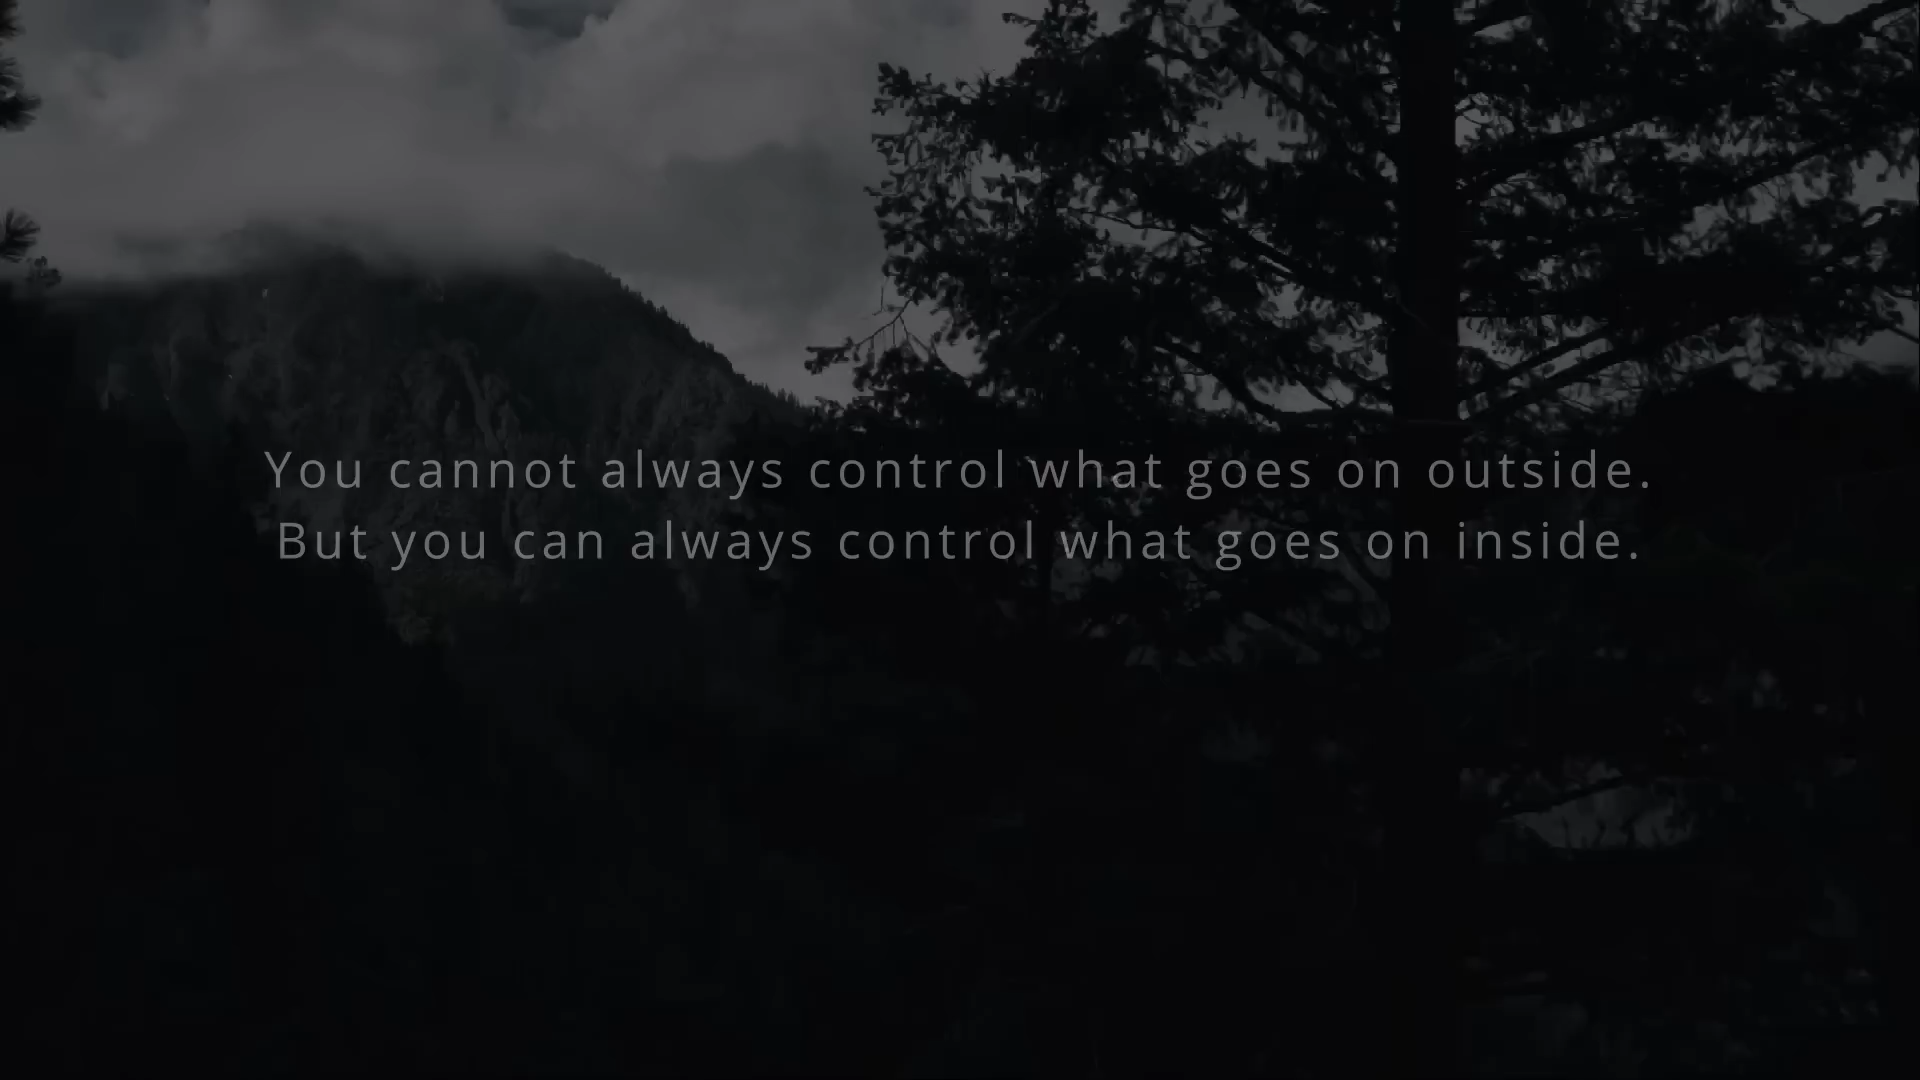 You cannot always control what goes on outside.
But you can always control what goes on inside.